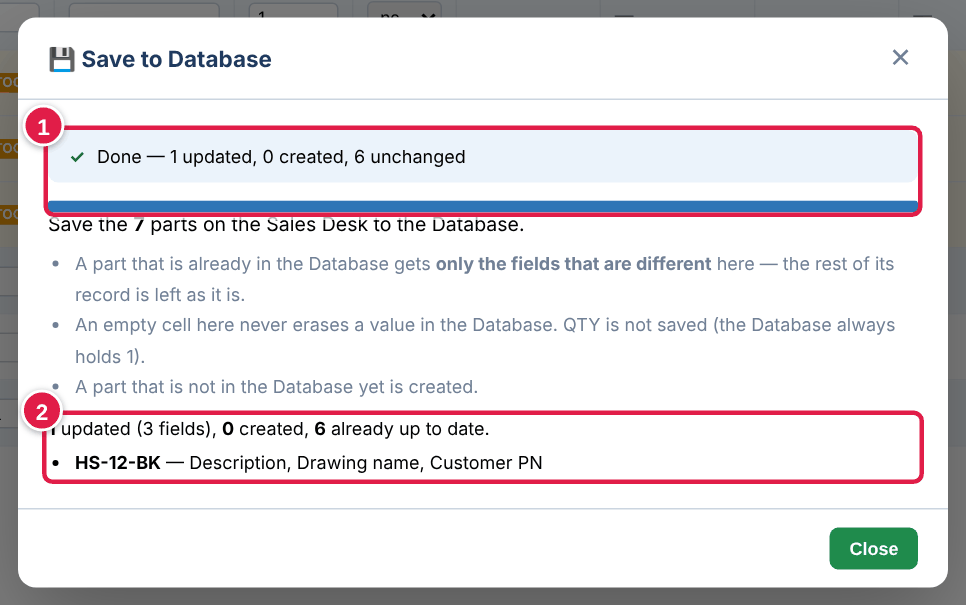 1
💾 Save to Database ✕
1
✓ Done — 1 updated, 0 created, 6 unchanged
Save the 7 parts on the Sales Desk to the Database.
• A part that is already in the Database gets only the fields that are different here — the rest of its
record is left as it is.
• An empty cell here never erases a value in the Database. QTY is not saved (the Database always
holds 1).
• A part that is not in the Database yet is created.
2
1 updated (3 fields), 0 created, 6 already up to date.
• HS-12-BK — Description, Drawing name, Customer PN
Close